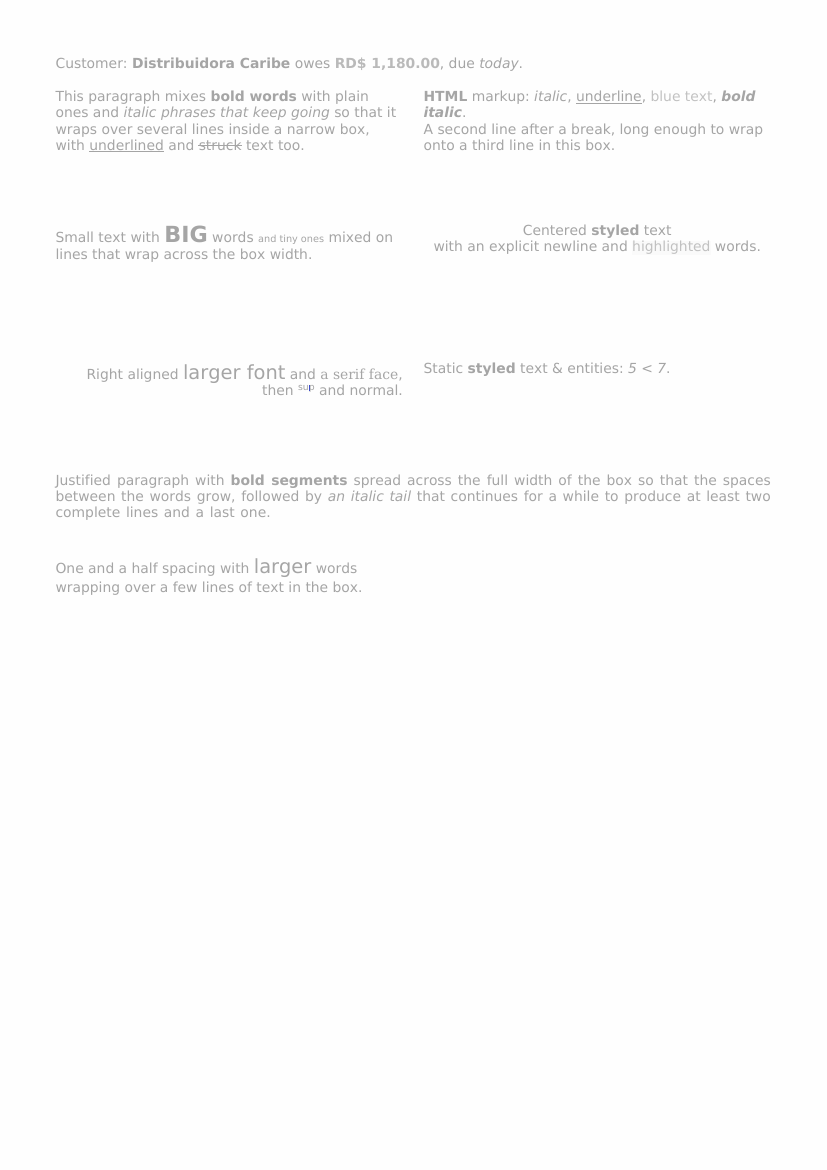 Customer: Distribuidora Caribe owes RD$ 1,180.00, due today.
This paragraph mixes bold words with plain
ones and italic phrases that keep going so that it
wraps over several lines inside a narrow box,
with underlined and struck text too.
HTML markup: italic, underline, blue text, bold
italic.
A second line after a break, long enough to wrap
onto a third line in this box.
Small text with BIG words and tiny ones mixed on
lines that wrap across the box width.
Centered styled text
with an explicit newline and highlighted words.
Right aligned larger font and a serif face,
then sup and normal.
Static styled text & entities: 5 < 7.
Justified paragraph with bold segments spread across the full width of the box so that the spaces
between the words grow, followed by an italic tail that continues for a while to produce at least two
complete lines and a last one.
One and a half spacing with larger words
wrapping over a few lines of text in the box.